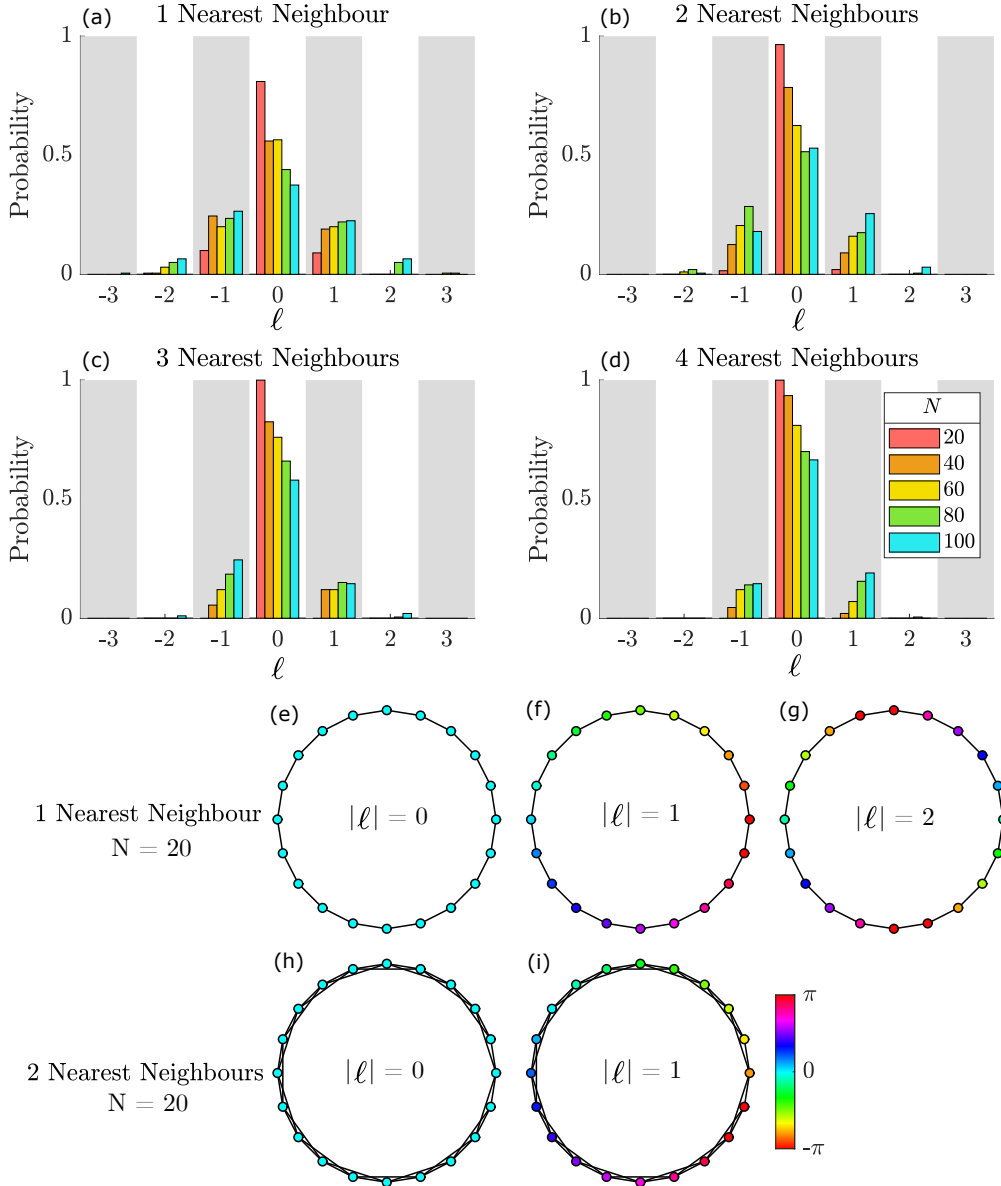 (a) 1 Nearest Neighbour
1
0.5
0
Probability
-3 -2 -1 0 1 2 3
ℓ
(b) 2 Nearest Neighbours
1
0.5
0
Probability
-3 -2 -1 0 1 2 3
ℓ
(c) 3 Nearest Neighbours
1
0.5
0
Probability
-3 -2 -1 0 1 2 3
ℓ
(d) 4 Nearest Neighbours
1
0.5
0
Probability
-3 -2 -1 0 1 2 3
ℓ
N
20
40
60
80
100
1 Nearest Neighbour
N = 20
(e)
|ℓ| = 0
(f)
|ℓ| = 1
(g)
|ℓ| = 2
2 Nearest Neighbours
N = 20
(h)
|ℓ| = 0
(i)
|ℓ| = 1
π
0
-π